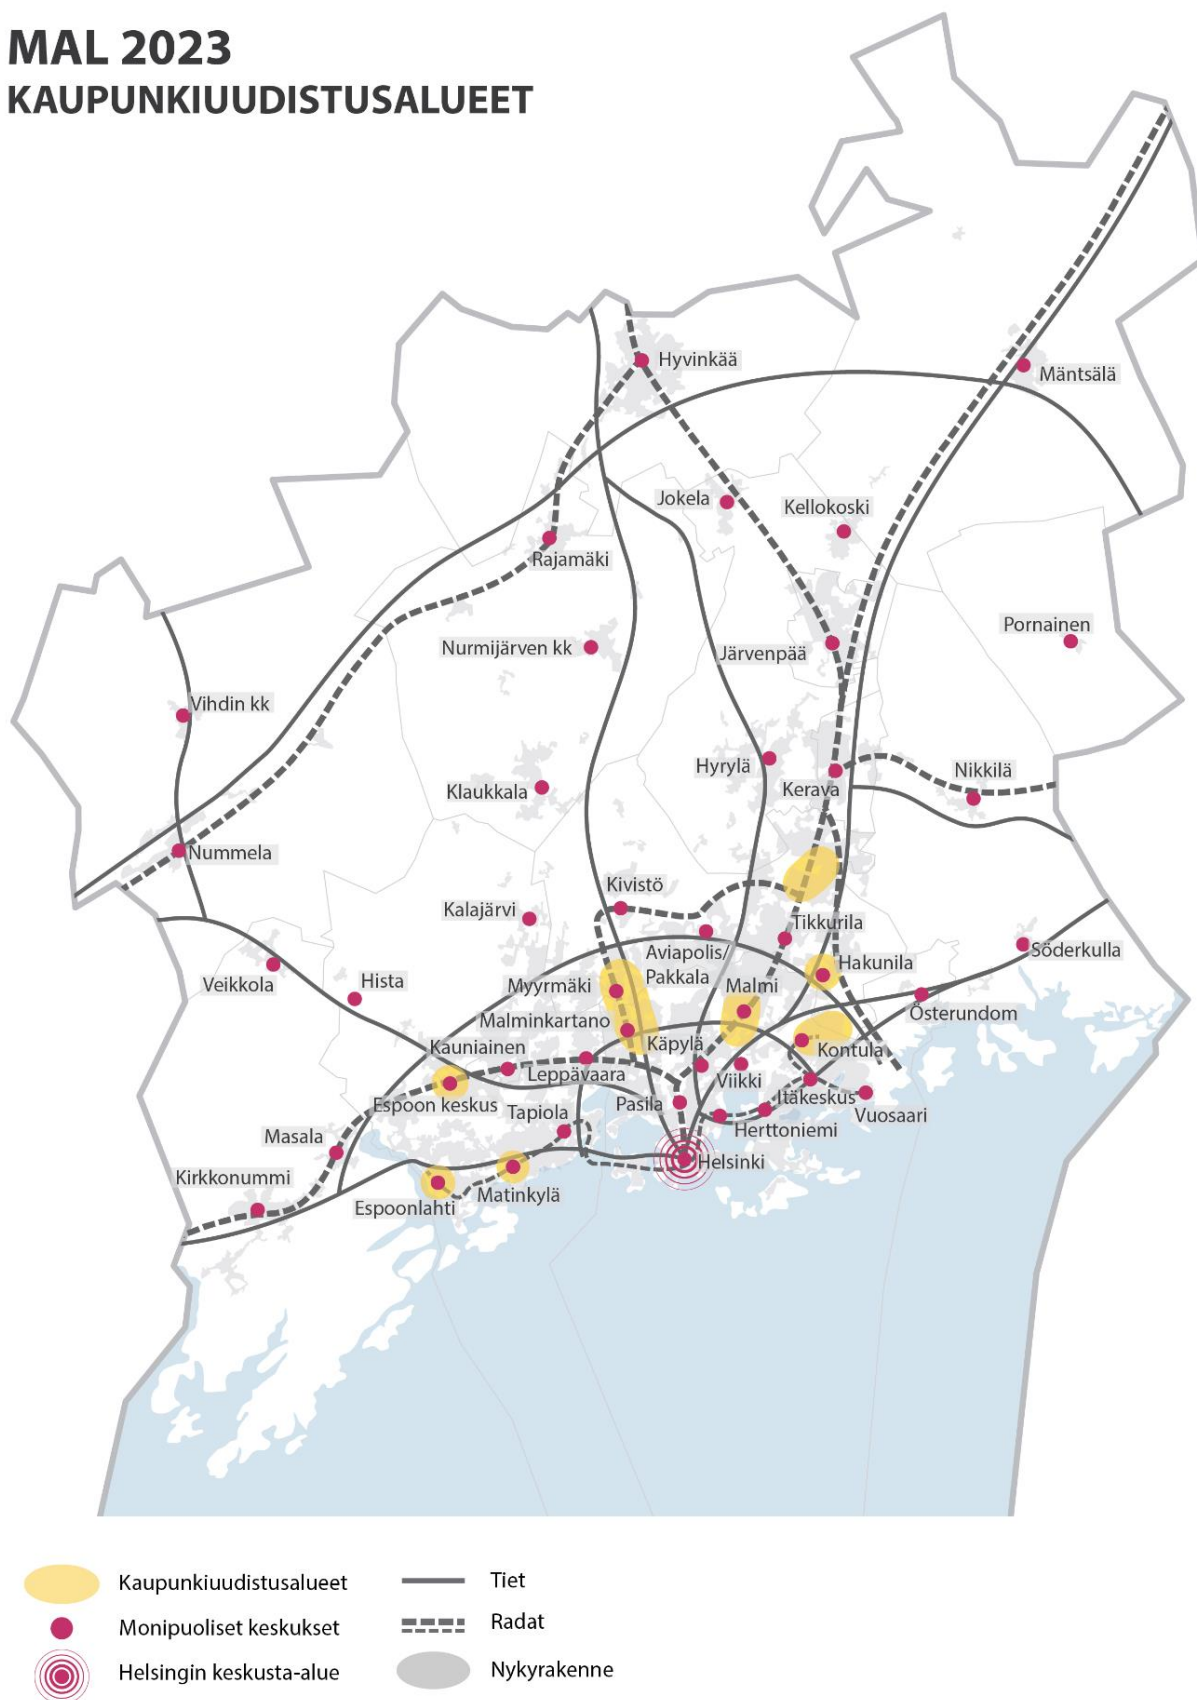 MAL 2023
KAUPUNKIUUDISTUSALUEET
Hyvinkää
Mäntsälä
Jokela
Kellokoski
Rajamäki
Pornainen
Nurmijärven kk
Järvenpää
Vihdin kk
Hyrylä
Nikkilä
Klaukkala
Kerava
Nummela
Kivistö
Kalajärvi
Tikkurila
Aviapolis/
Pakkala
Söderkulla
Hakunila
Veikkola
Hista
Myyrmäki
Malmi
Östersundom
Malminkartano
Käpylä
Kontula
Kauniainen
Leppävaara
Viikki
Itäkeskus
Espoon keskus
Tapiola
Pasila
Vuosaari
Herttoniemi
Masala
Helsinki
Kirkkonummi
Matinkylä
Espoonlahti
Kaupunkiuudistusalueet
Tiet
Monipuoliset keskukset
Radat
Helsingin keskusta-alue
Nykyrakenne